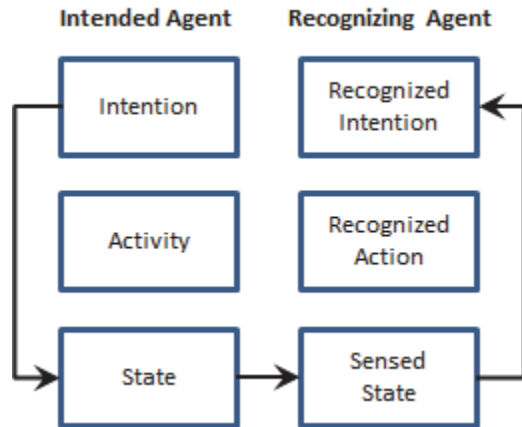 Intended Agent
Recognizing Agent
Intention
Recognized
Intention
Activity
Recognized
Action
State
Sensed
State